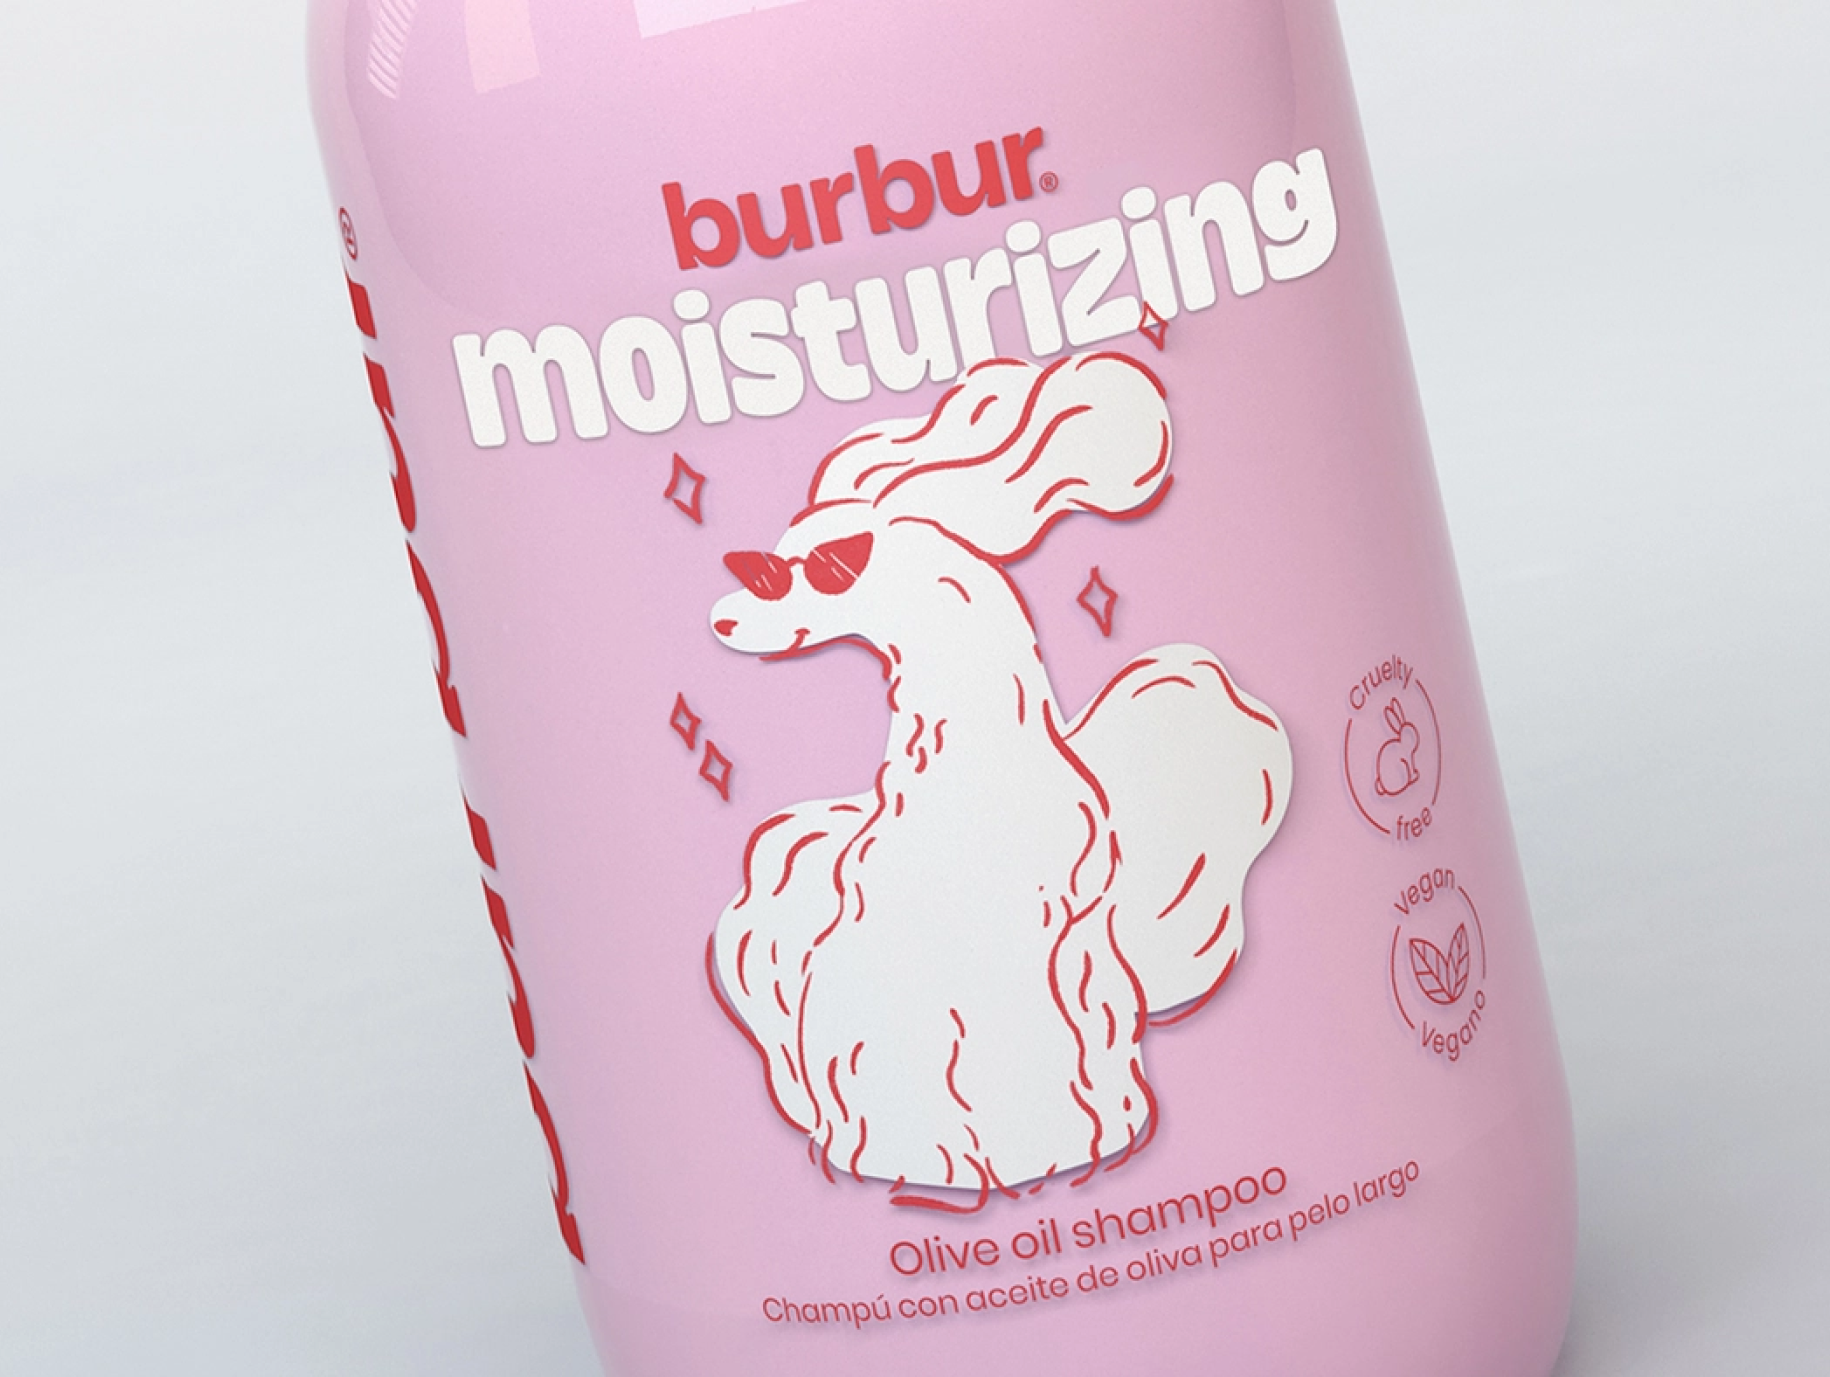 burbur®
moisturizing
Cruelty
free
Vegan
Vegano
Olive oil shampoo
Champú con aceite de oliva para pelo largo